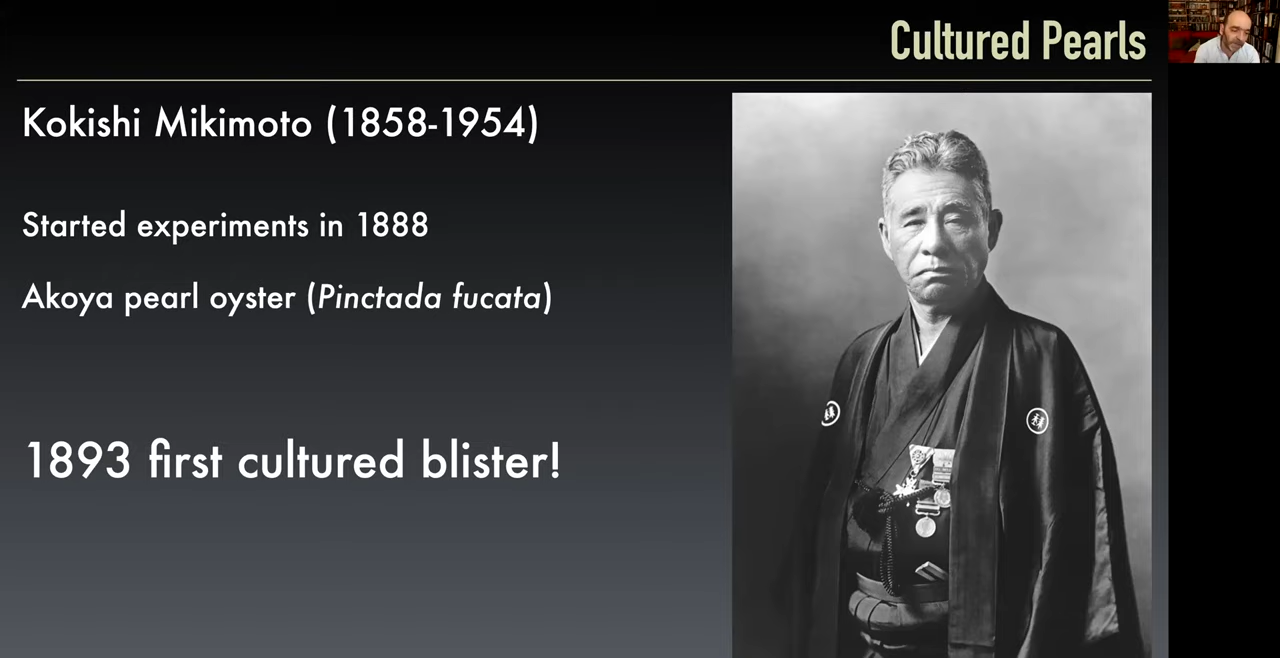 Cultured Pearls
Kokishi Mikimoto (1858-1954)
Started experiments in 1888
Akoya pearl oyster (Pinctada fucata)
1893 first cultured blister!